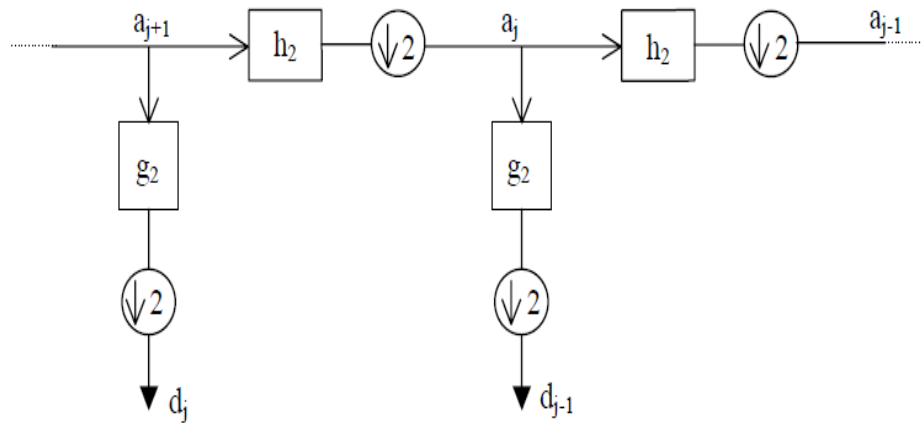 a_{j+1} h_2 ↓2 a_j h_2 ↓2 a_{j-1}
g_2 g_2
↓2 ↓2
d_j d_{j-1}